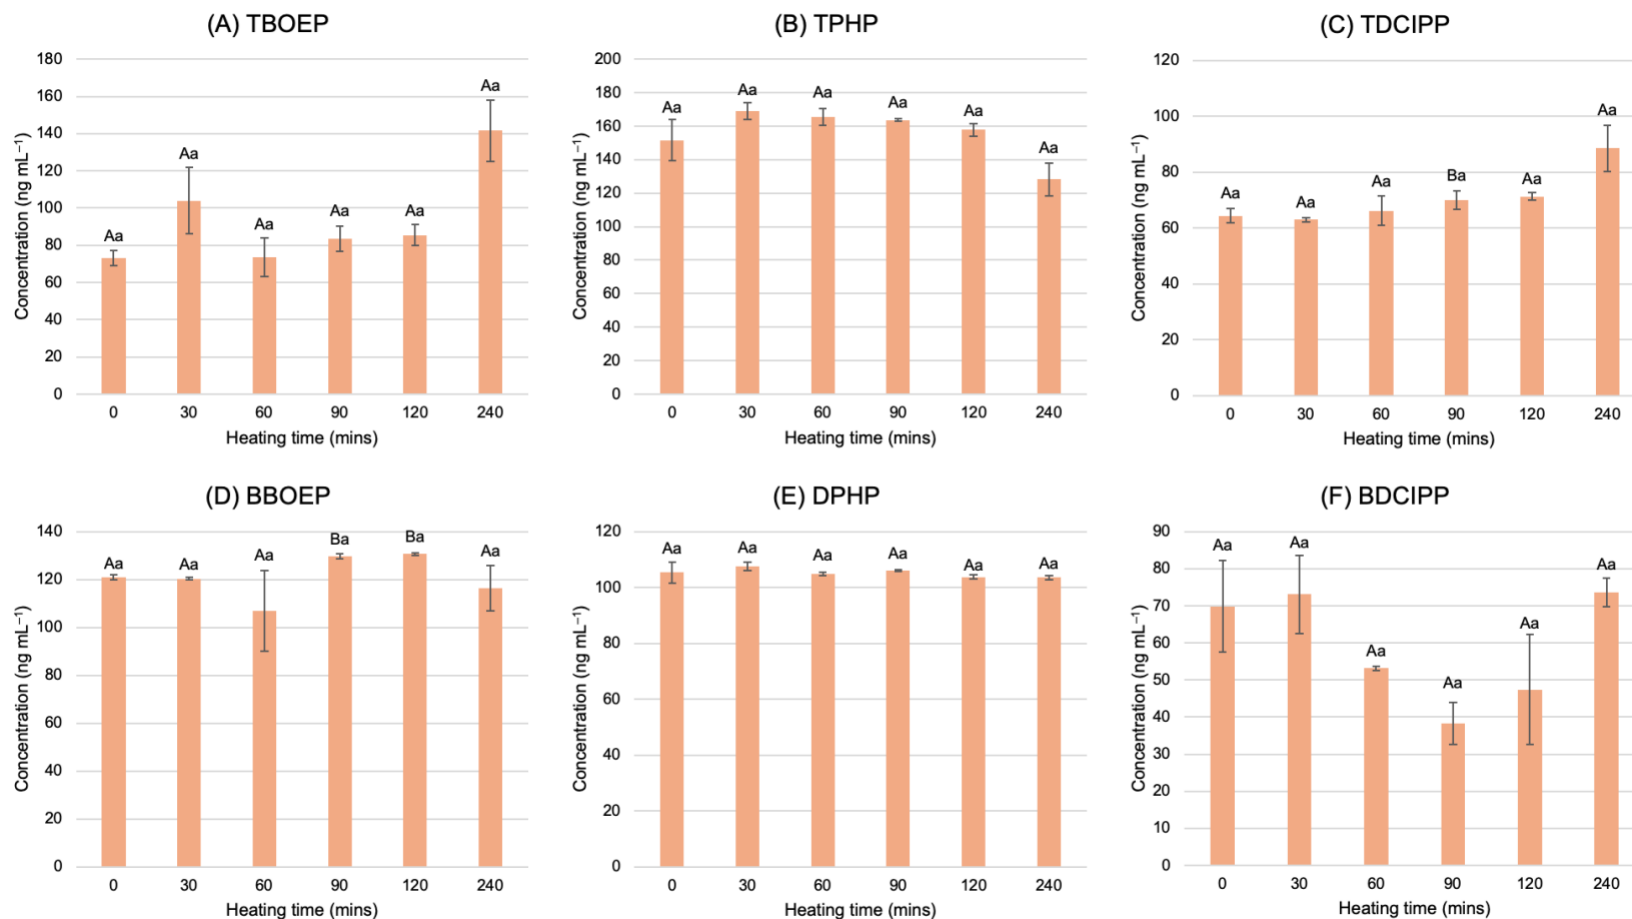 (A) TBOEP
Concentration (ng mL⁻¹)
180
160
140
120
100
80
60
40
20
0
Aa
Aa
Aa
Aa
Aa
Aa
0 30 60 90 120 240
Heating time (mins)
(B) TPHP
Concentration (ng mL⁻¹)
200
180
160
140
120
100
80
60
40
20
0
Aa
Aa
Aa
Aa
Aa
Aa
0 30 60 90 120 240
Heating time (mins)
(C) TDCIPP
Concentration (ng mL⁻¹)
120
100
80
60
40
20
0
Aa
Aa
Aa
Ba
Aa
Aa
0 30 60 90 120 240
Heating time (mins)
(D) BBOEP
Concentration (ng mL⁻¹)
140
120
100
80
60
40
20
0
Aa
Aa
Aa
Ba
Ba
Aa
0 30 60 90 120 240
Heating time (mins)
(E) DPHP
Concentration (ng mL⁻¹)
120
100
80
60
40
20
0
Aa
Aa
Aa
Aa
Aa
Aa
0 30 60 90 120 240
Heating time (mins)
(F) BDCIPP
Concentration (ng mL⁻¹)
90
80
70
60
50
40
30
20
10
0
Aa
Aa
Aa
Aa
Aa
Aa
0 30 60 90 120 240
Heating time (mins)